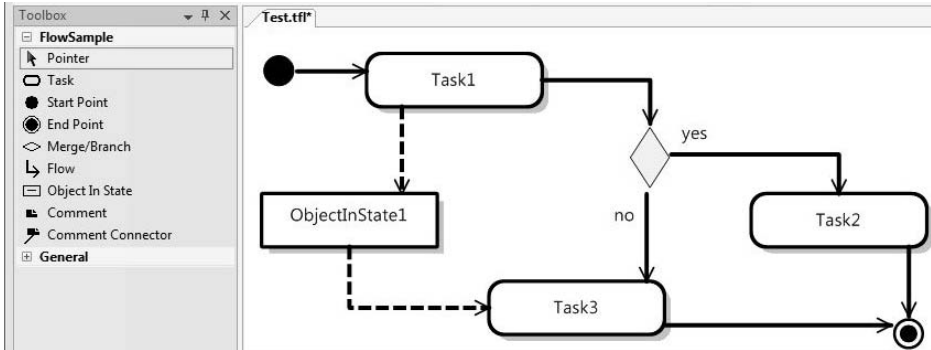 Toolbox
FlowSample
Pointer
Task
Start Point
End Point
Merge/Branch
Flow
Object In State
Comment
Comment Connector
General
Test.tfl*
Task1
yes
ObjectInState1
no
Task2
Task3